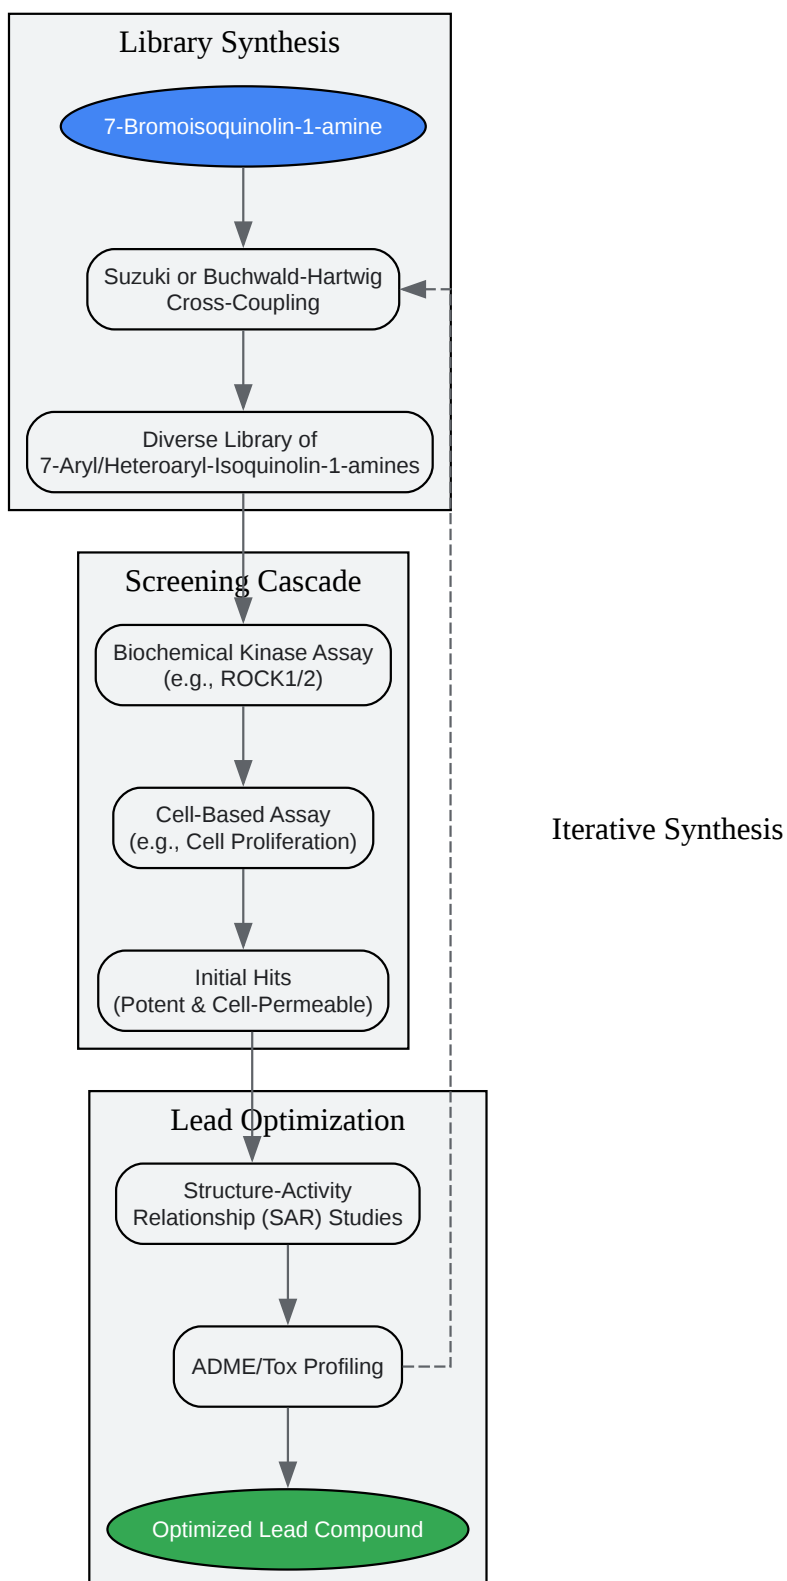 Library Synthesis
7-Bromoisoquinolin-1-amine
Suzuki or Buchwald-Hartwig
Cross-Coupling
Diverse Library of
7-Aryl/Heteroaryl-Isoquinolin-1-amines
Screening Cascade
Biochemical Kinase Assay
(e.g., ROCK1/2)
Cell-Based Assay
(e.g., Cell Proliferation)
Iterative Synthesis
Initial Hits
(Potent & Cell-Permeable)
Lead Optimization
Structure-Activity
Relationship (SAR) Studies
ADME/Tox Profiling
Optimized Lead Compound